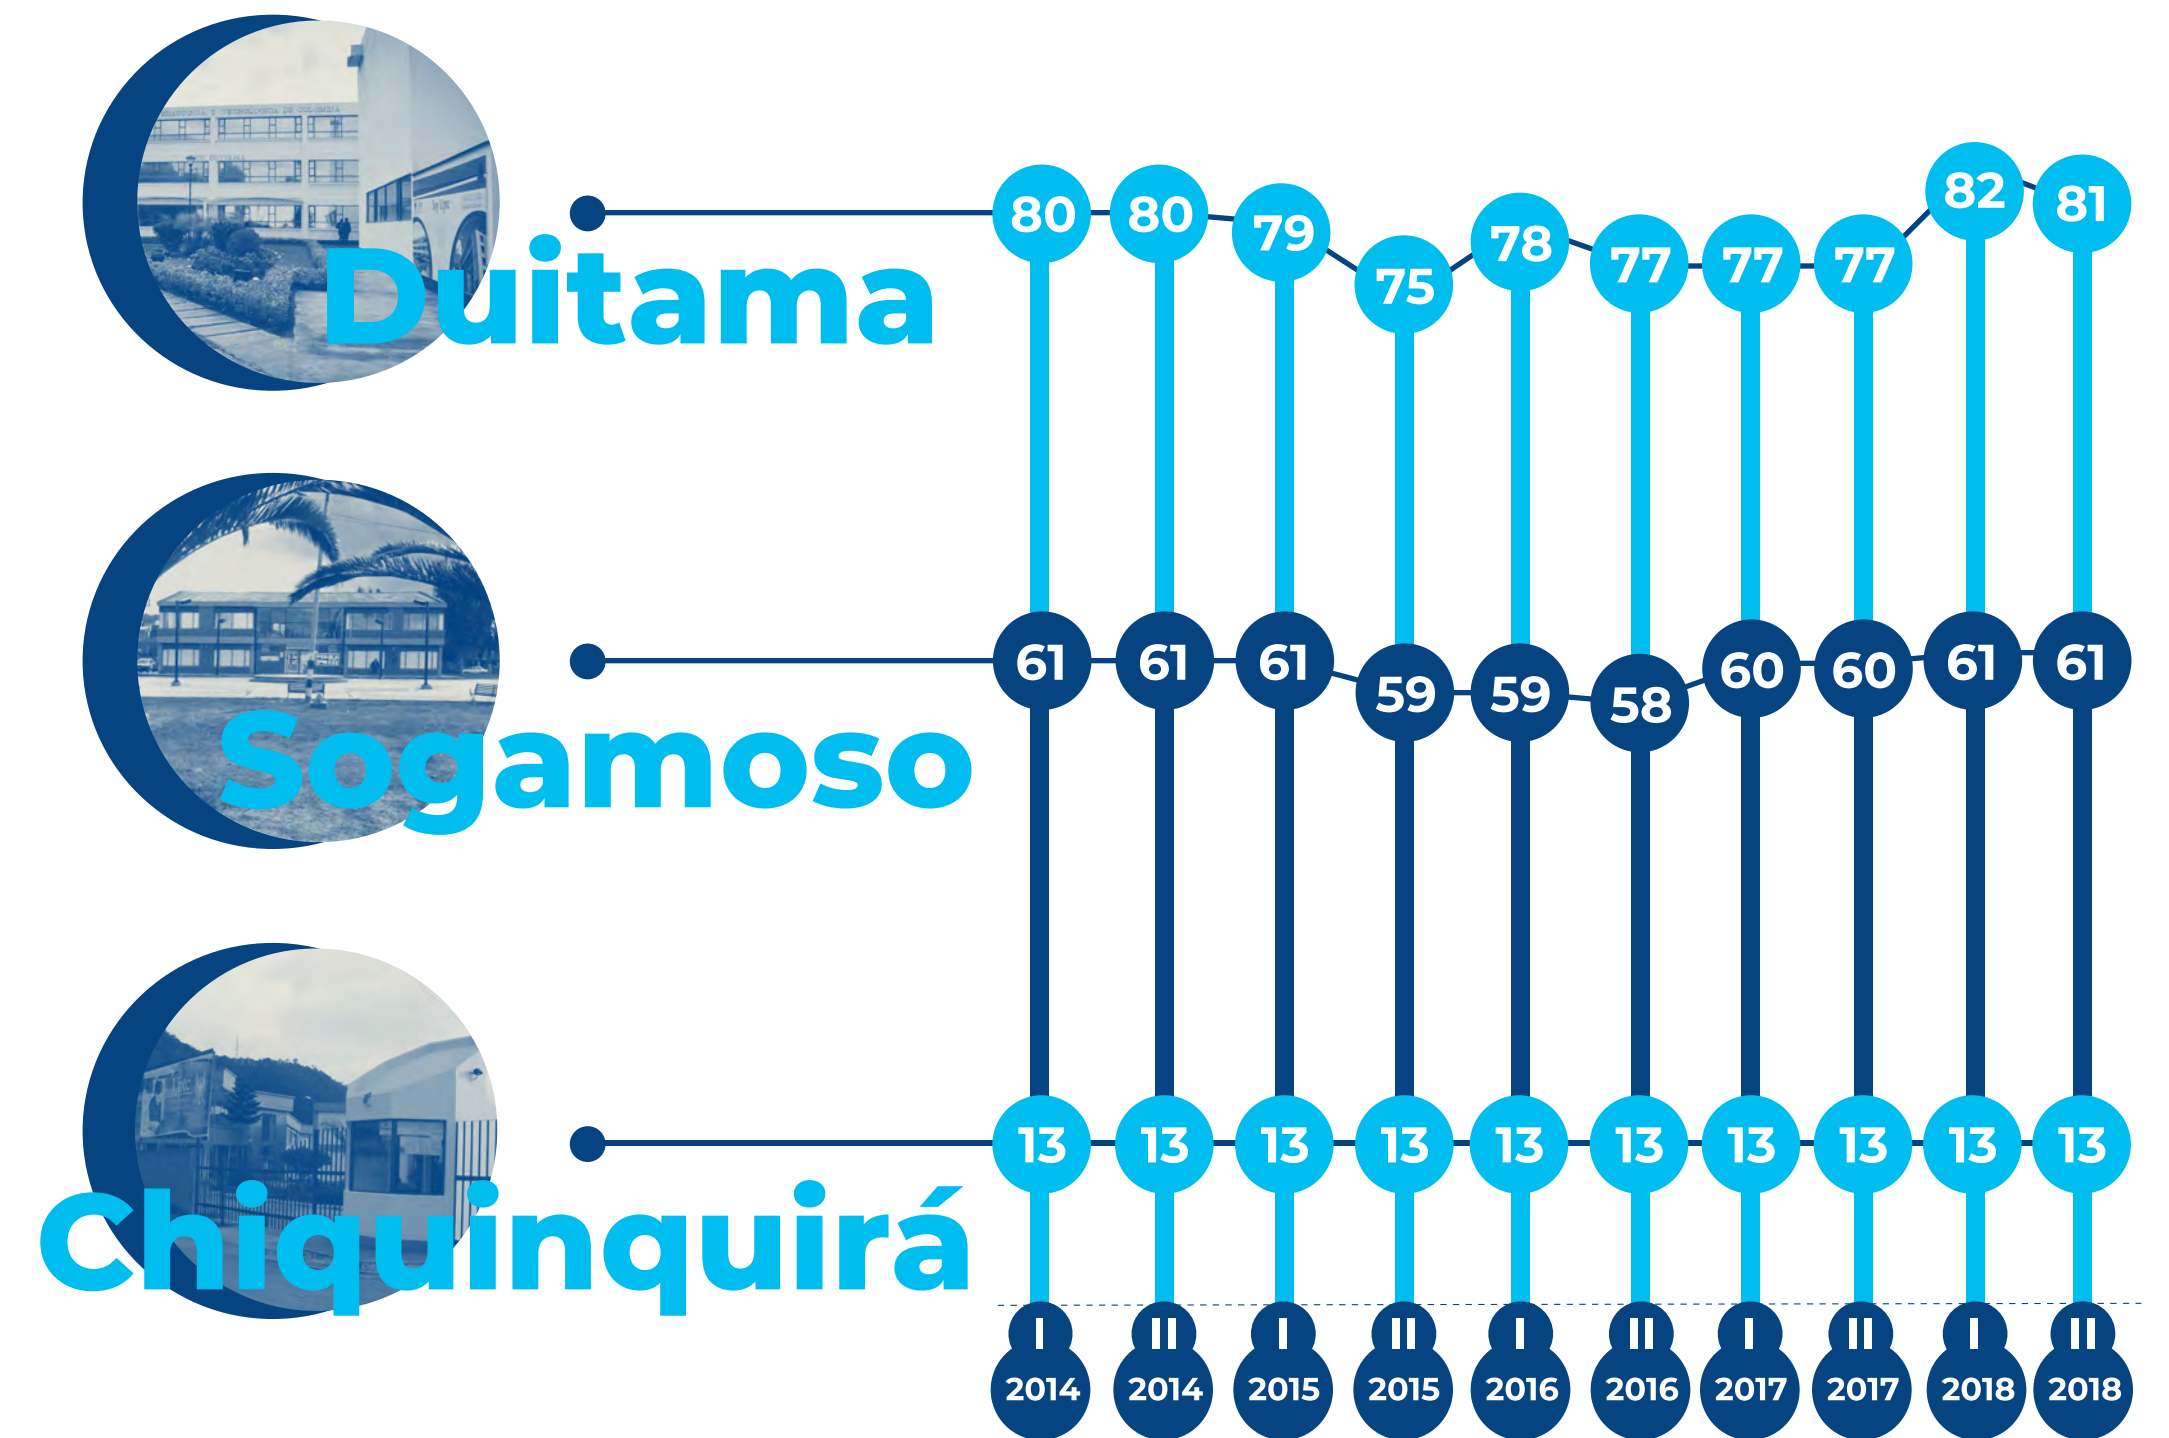 Duitama
80 80 79 75 78 77 77 77 82 81
Sogamoso
61 61 61 59 59 58 60 60 61 61
Chiquinquirá
13 13 13 13 13 13 13 13 13 13
I II I II I II I II I II
2014 2014 2015 2015 2016 2016 2017 2017 2018 2018